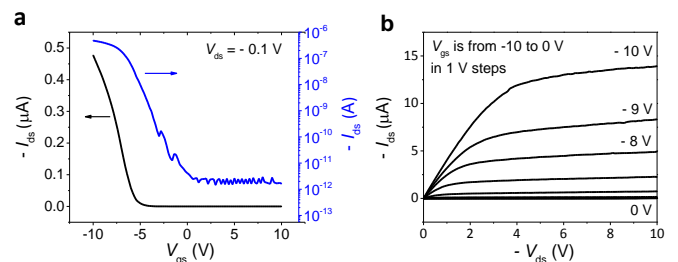 a
V_ds = - 0.1 V
- I_ds (μA)
0.5
0.4
0.3
0.2
0.1
0.0
-10
-5
0
5
10
V_gs (V)
10^-6
10^-7
10^-8
10^-9
10^-10
10^-11
10^-12
10^-13
- I_ds (A)
b
V_gs is from -10 to 0 V
in 1 V steps
- 10 V
- 9 V
- 8 V
0 V
- I_ds (μA)
15
10
5
0
0
2
4
6
8
10
- V_ds (V)